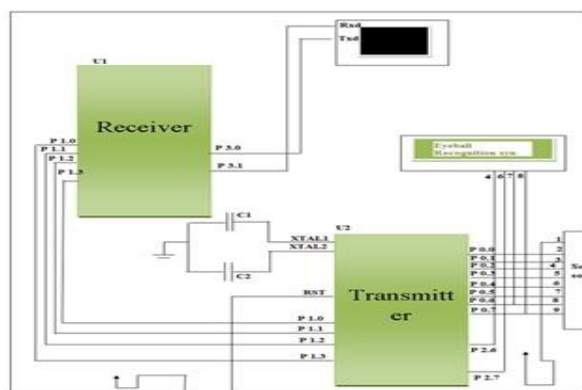 Rxd
Txd
U1
Receiver
P 1.0
P 1.1
P 1.2
P 1.3
P 3.0
P 3.1
Eyeball
Recognition sys
4 6 7 8
C1
C2
U2
XTAL1
XTAL2
RST
Transmitt
er
P 0.0
P 0.1
P 0.2
P 0.3
P 0.4
P 0.5
P 0.6
P 0.7
P 2.6
P 2.7
P 1.0
P 1.1
P 1.2
P 1.3
1
2
3
4
5
6
7
8
9